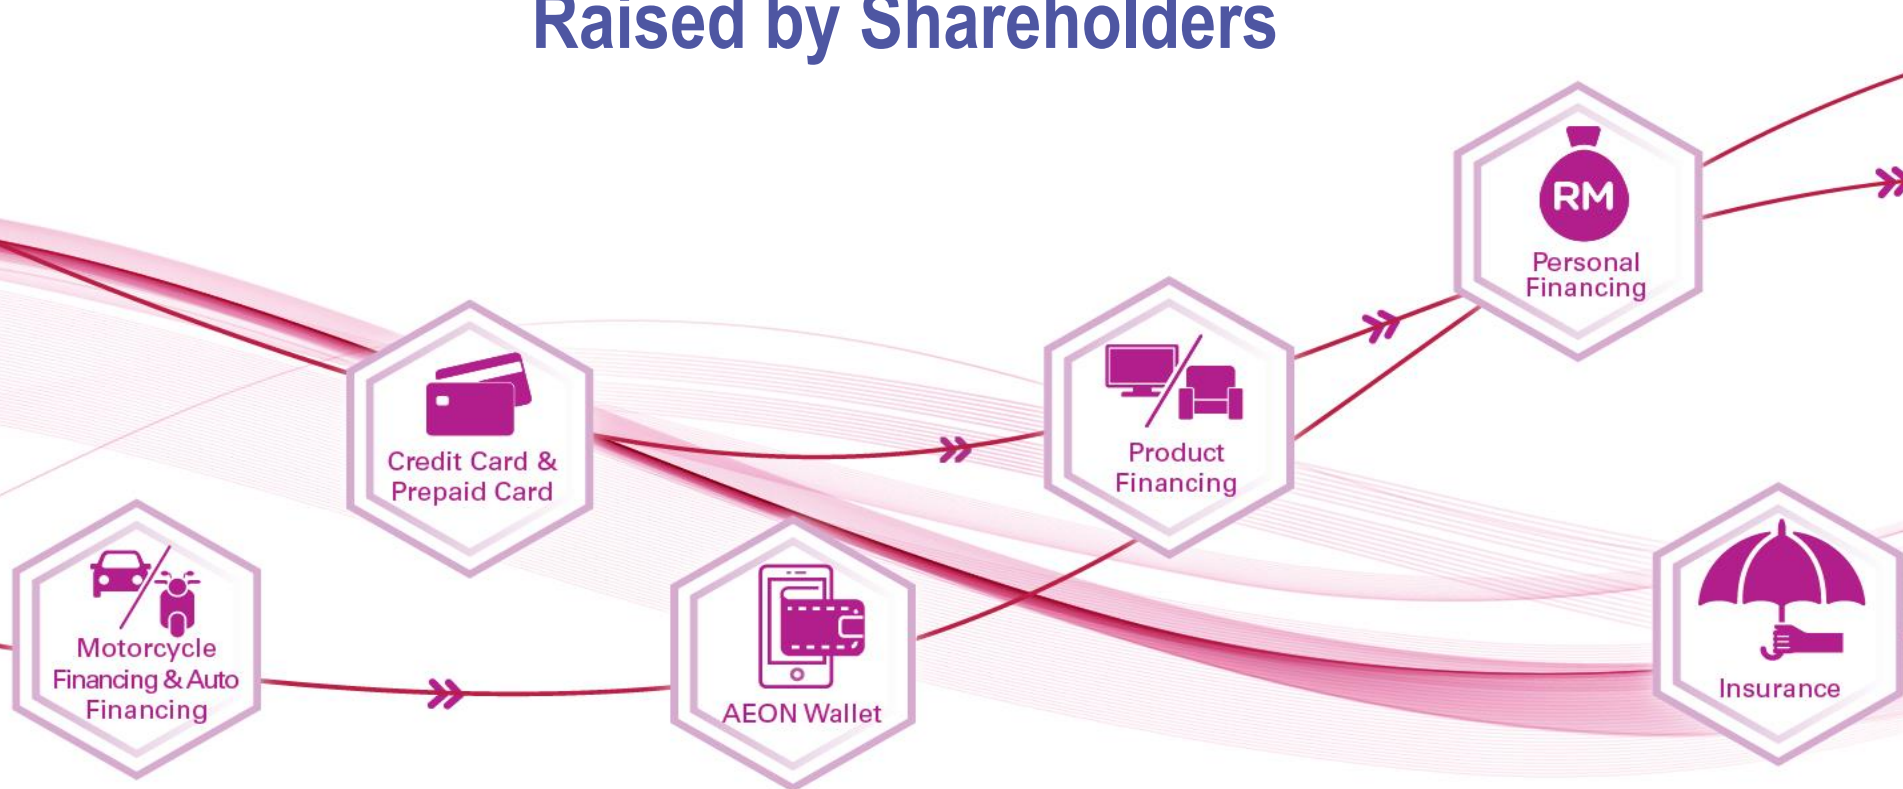 Raised by Shareholders
RM
Personal
Financing
Credit Card &
Prepaid Card
Product
Financing
Motorcycle
Financing & Auto
Financing
AEON Wallet
Insurance